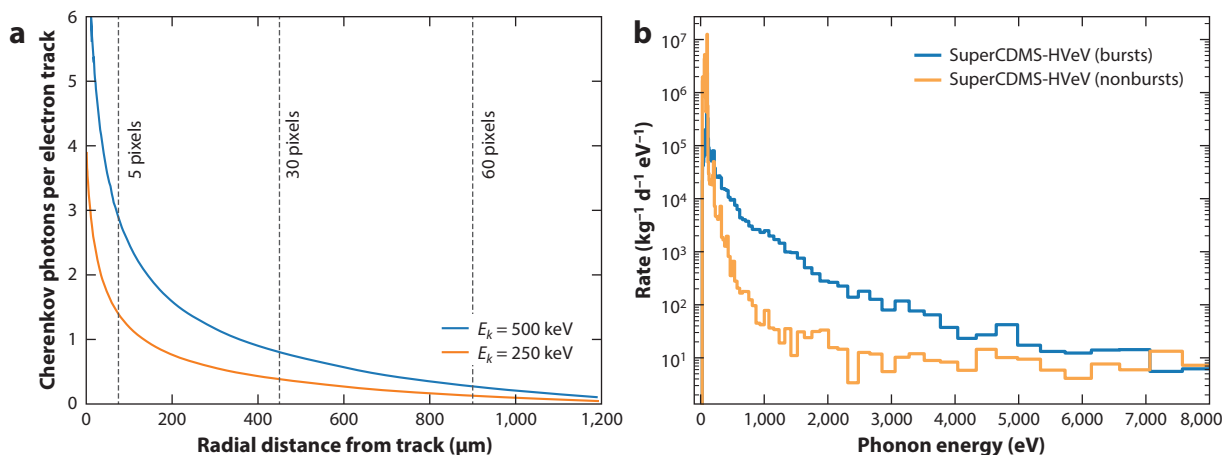 a
Cherenkov photons per electron track
6
5
4
3
2
1
0
5 pixels
30 pixels
60 pixels
E_k = 500 keV
E_k = 250 keV
0
200
400
600
800
1,000
1,200
Radial distance from track (μm)
b
Rate (kg⁻¹ d⁻¹ eV⁻¹)
10⁷
10⁶
10⁵
10⁴
10³
10²
10¹
SuperCDMS-HVeV (bursts)
SuperCDMS-HVeV (nonbursts)
0
1,000
2,000
3,000
4,000
5,000
6,000
7,000
8,000
Phonon energy (eV)